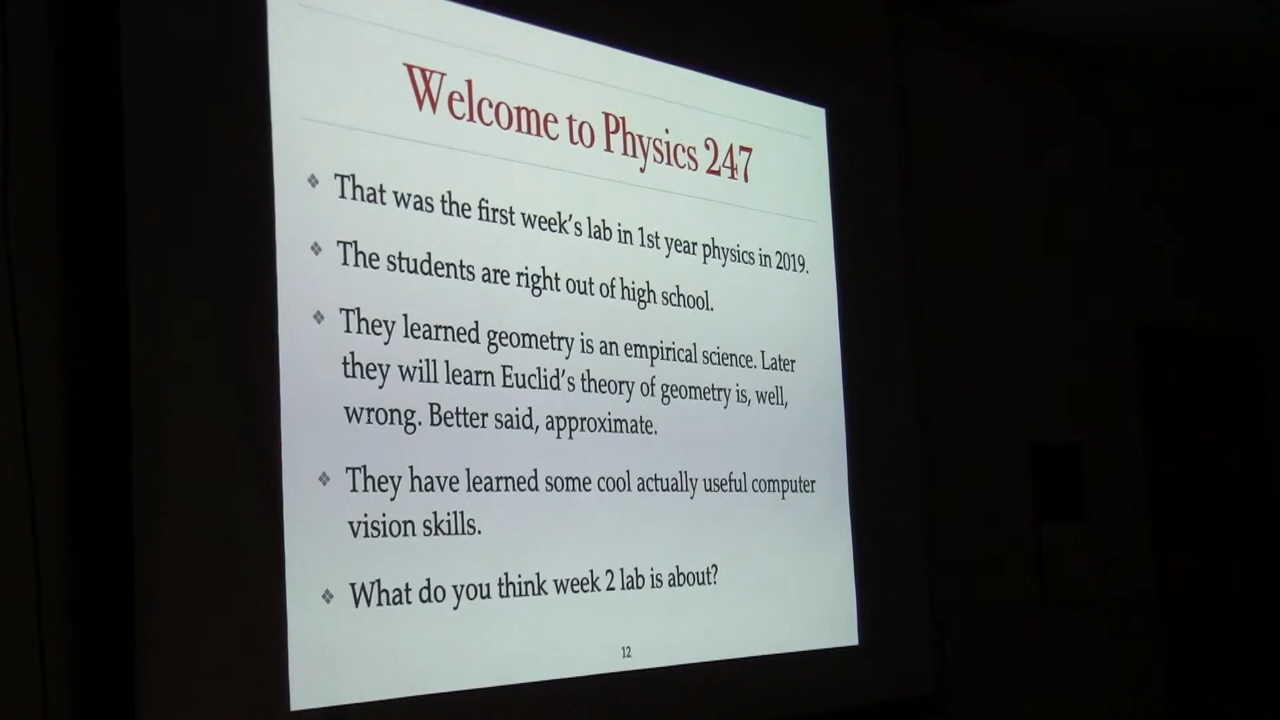 Welcome to Physics 247
❖ That was the first week's lab in 1st year physics in 2019.
❖ The students are right out of high school.
❖ They learned geometry is an empirical science. Later
they will learn Euclid's theory of geometry is, well,
wrong. Better said, approximate.
❖ They have learned some cool actually useful computer
vision skills.
❖ What do you think week 2 lab is about?
12